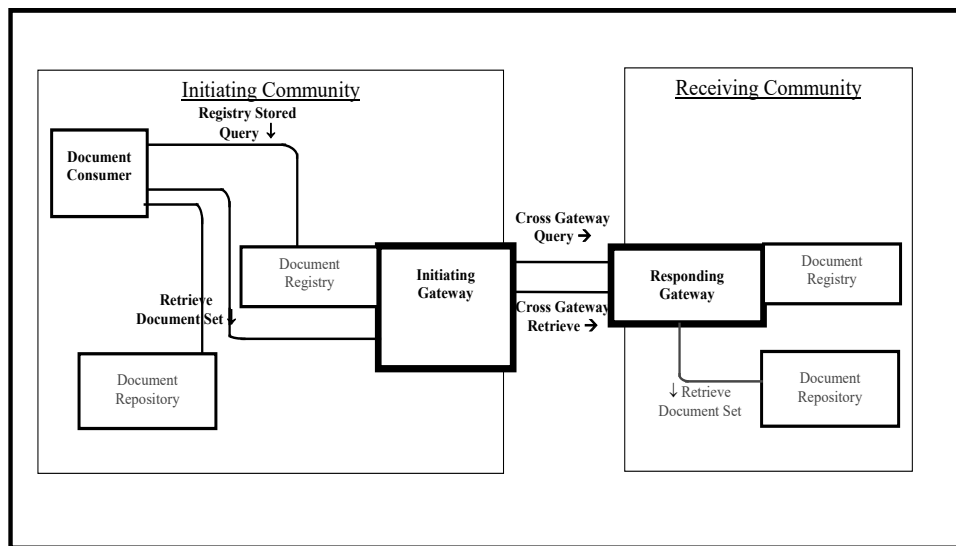 Initiating Community
Receiving Community
Registry Stored
Query ↓
Document
Consumer
Cross Gateway
Query →
Document
Registry
Initiating
Gateway
Responding
Gateway
Document
Registry
Retrieve
Document Set ↓
Cross Gateway
Retrieve →
Document
Repository
↓ Retrieve
Document Set
Document
Repository